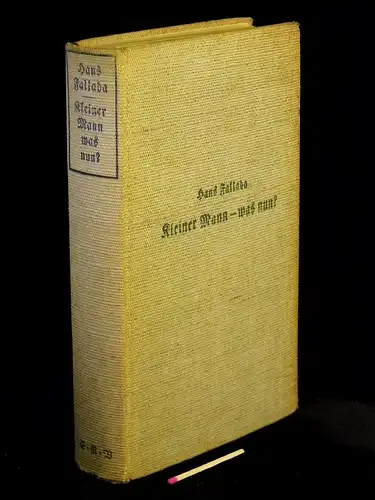 Hans
Fallada
Kleiner
Mann
was
nun?
Hans Fallada
Kleiner Mann – was nun?